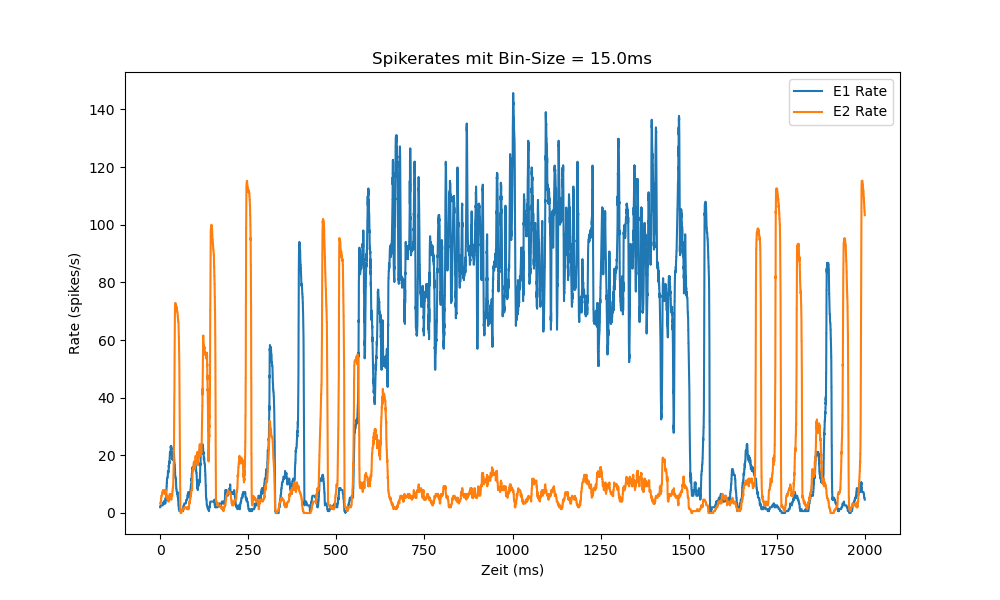 Spikerates mit Bin-Size = 15.0ms
E1 Rate
E2 Rate
Rate (spikes/s)
140
120
100
80
60
40
20
0
0 250 500 750 1000 1250 1500 1750 2000
Zeit (ms)